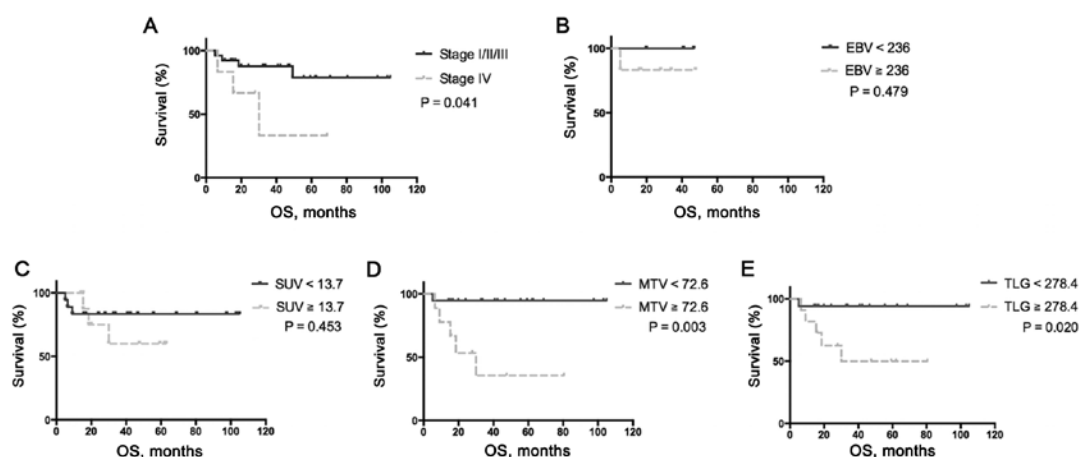 A
Survival (%)
100
50
0
0 20 40 60 80 100 120
OS, months
Stage I/II/III
Stage IV
P = 0.041
B
Survival (%)
100
50
0
0 20 40 60 80 100 120
OS, months
EBV < 236
EBV ≥ 236
P = 0.479
C
Survival (%)
100
50
0
0 20 40 60 80 100 120
OS, months
SUV < 13.7
SUV ≥ 13.7
P = 0.453
D
Survival (%)
100
50
0
0 20 40 60 80 100 120
OS, months
MTV < 72.6
MTV ≥ 72.6
P = 0.003
E
Survival (%)
100
50
0
0 20 40 60 80 100 120
OS, months
TLG < 278.4
TLG ≥ 278.4
P = 0.020